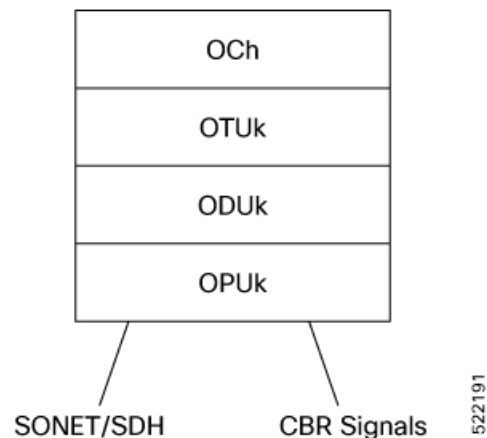 OCh
OTUk
ODUk
OPUk
SONET/SDH
CBR Signals
522191